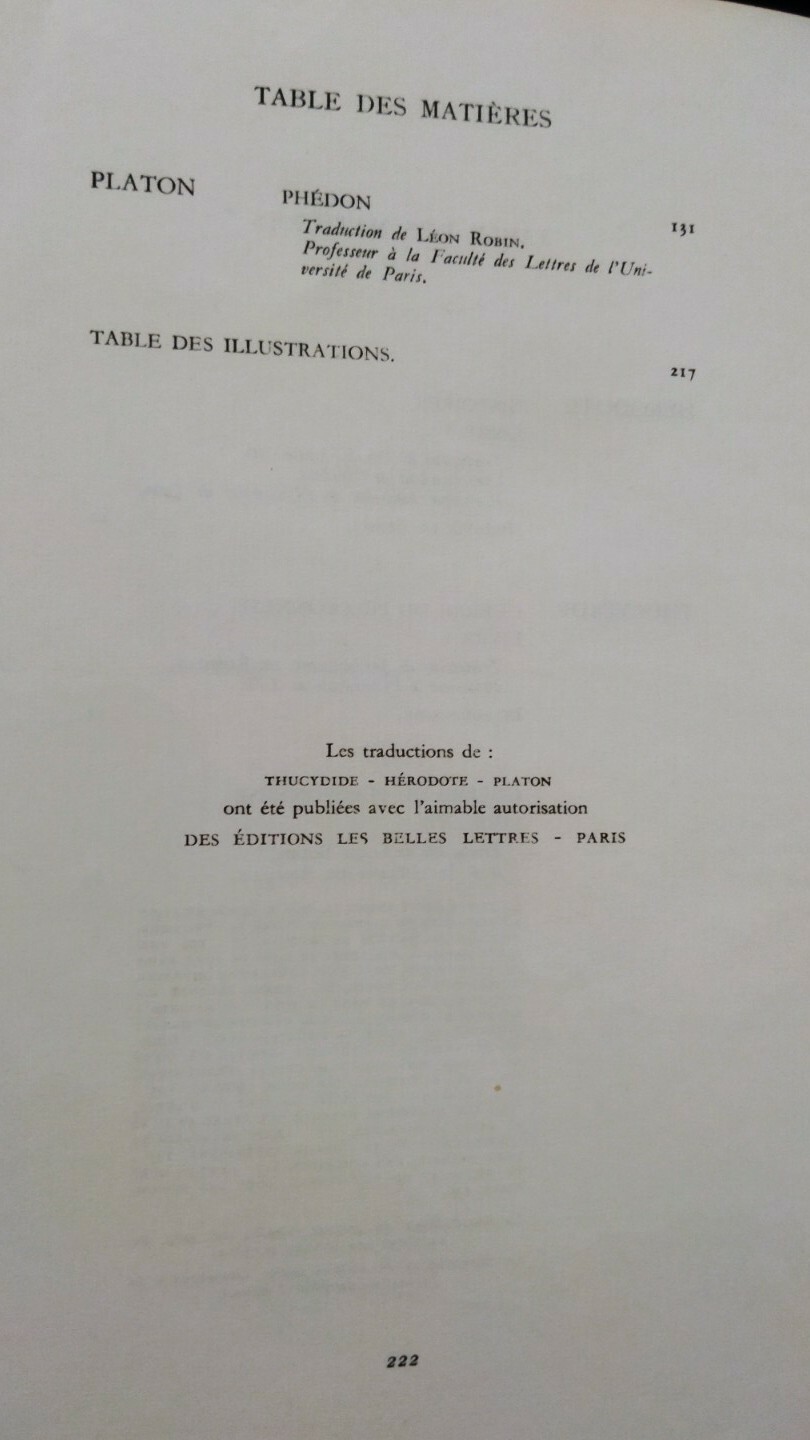 TABLE DES MATIÈRES
PLATON PHÉDON 131
Traduction de LÉON ROBIN.
Professeur à la Faculté des Lettres de l'Uni-
versité de Paris.
TABLE DES ILLUSTRATIONS. 217
Les traductions de :
THUCYDIDE - HÉRODOTE - PLATON
ont été publiées avec l'aimable autorisation
DES ÉDITIONS LES BELLES LETTRES - PARIS
222